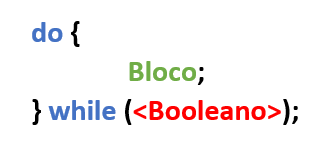 do {
Bloco;
} while (<Booleano>);